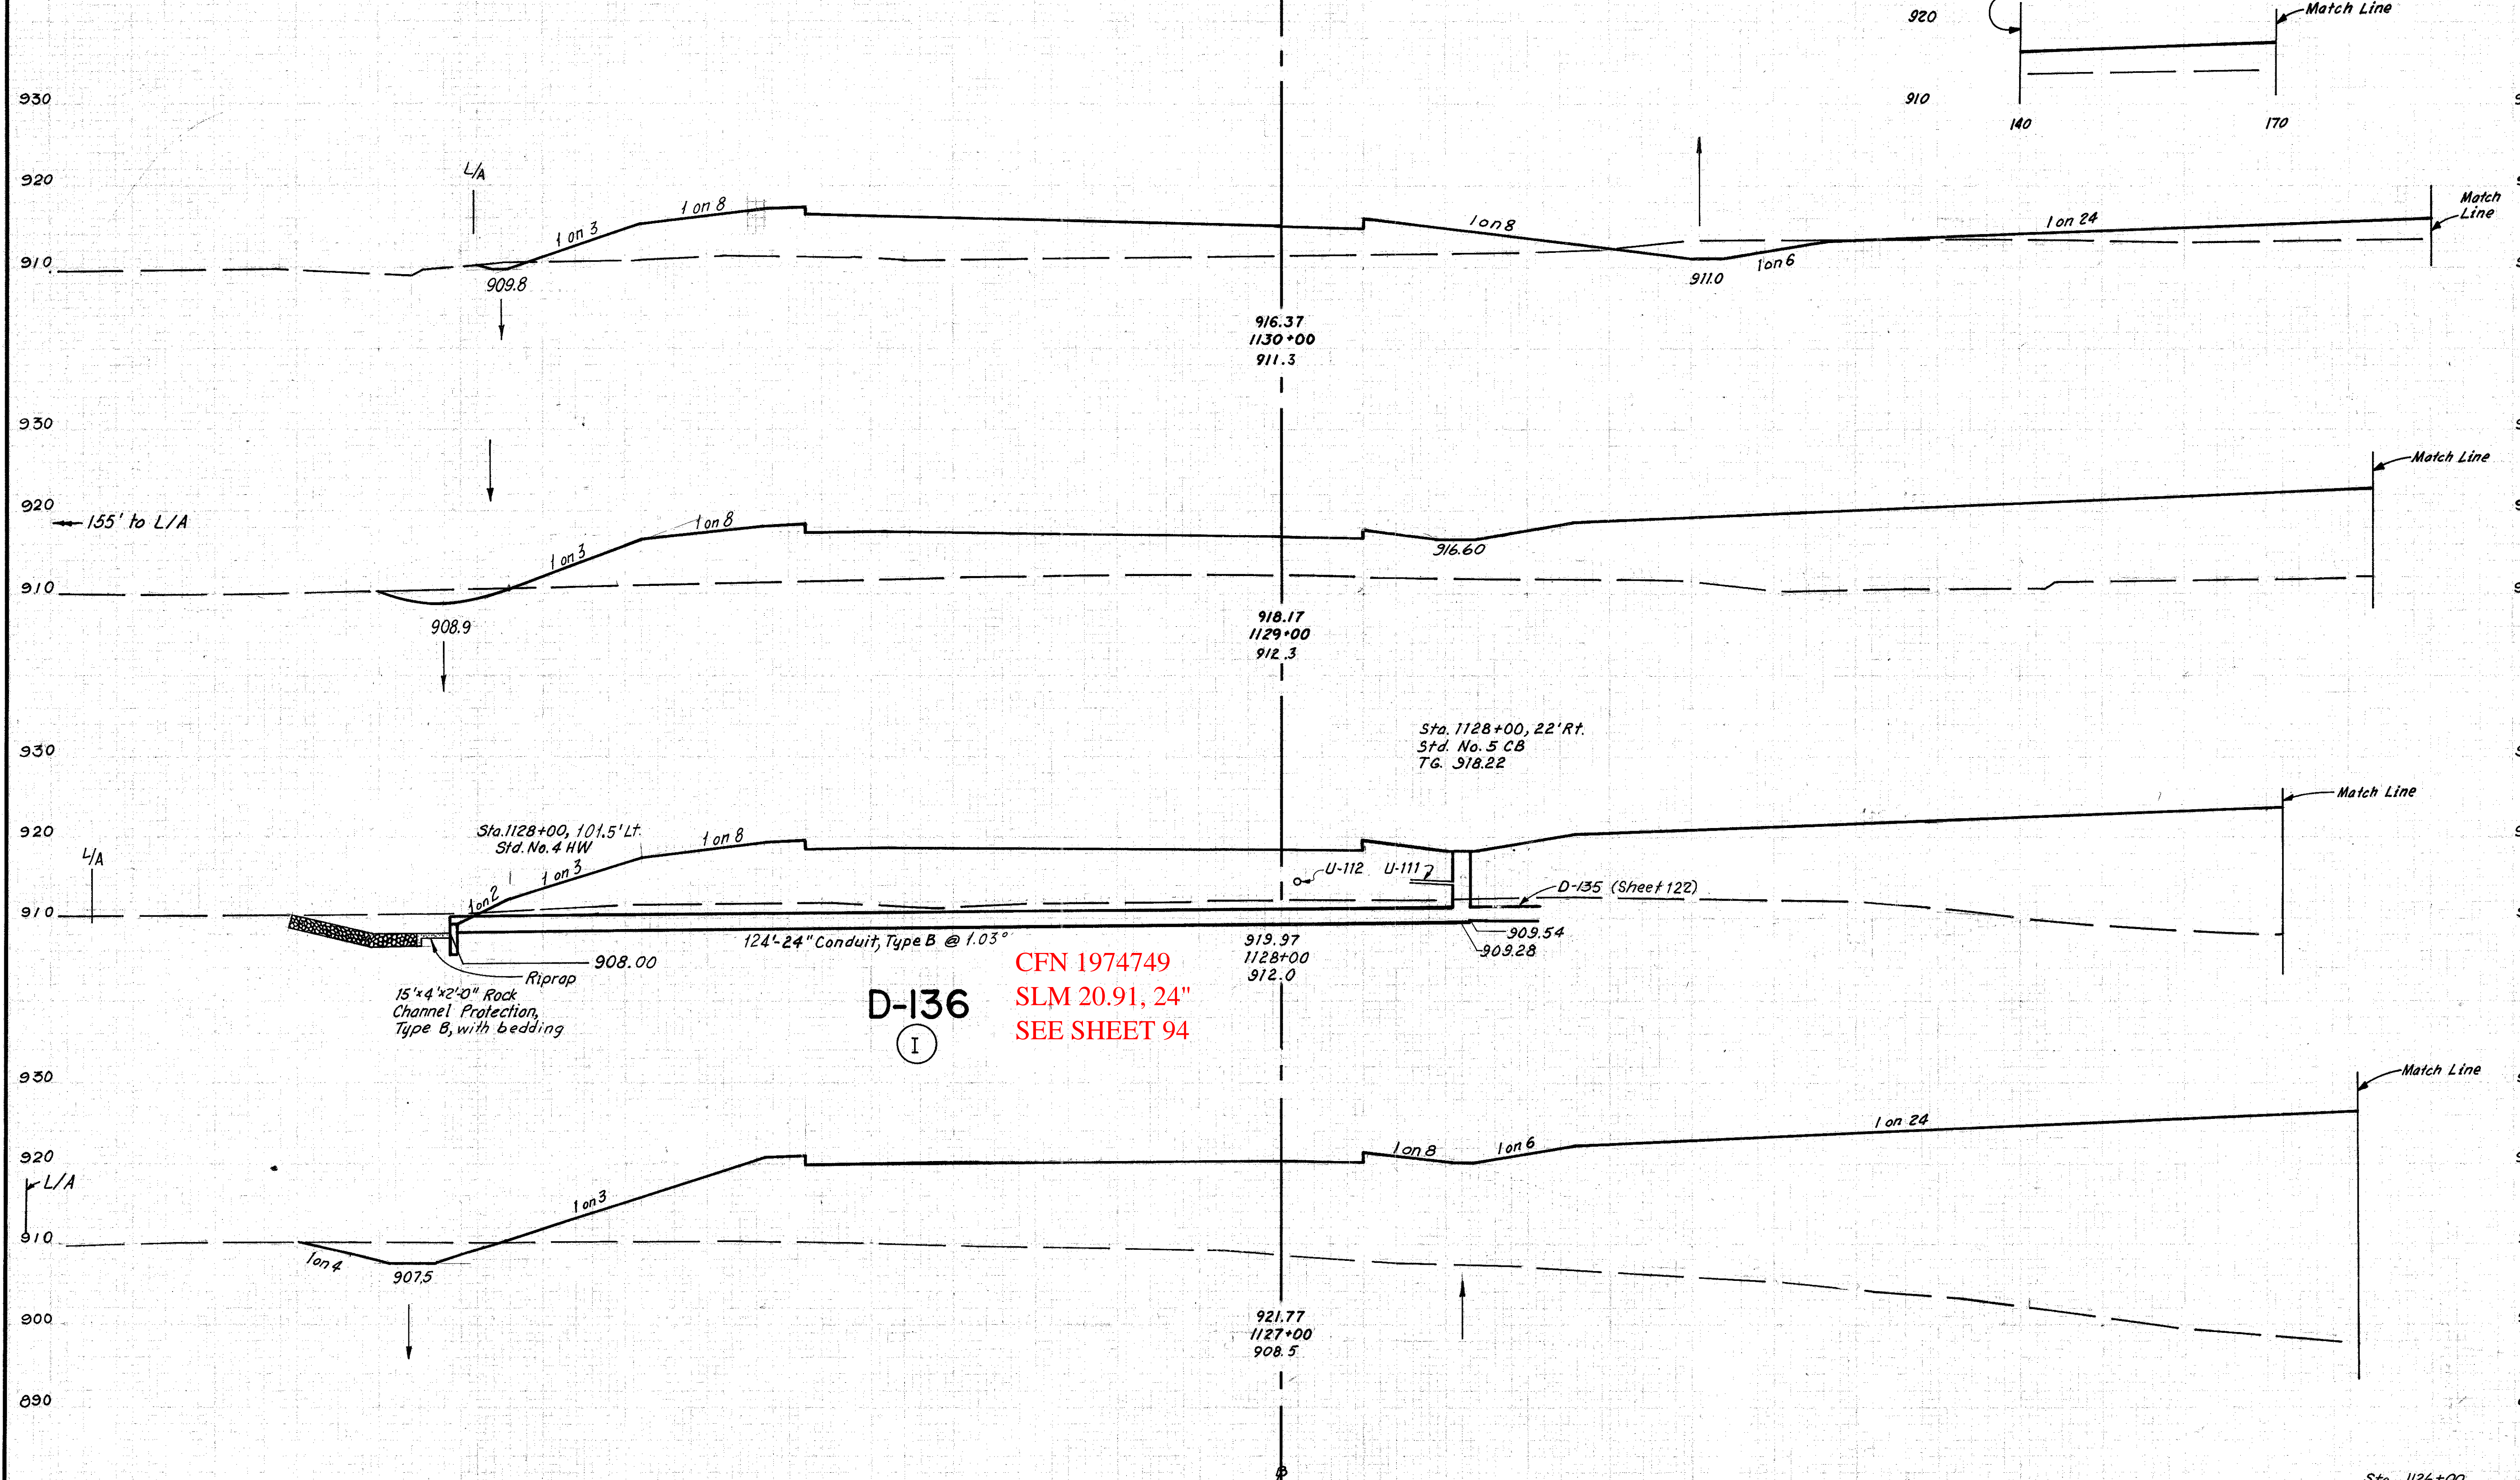 920
Match Line
910
140
170
930
920
L/A
1 on 3
1 on 8
1 on 8
1 on 24
Match
Line
910
909.8
911.0
1 on 6
916.37
1130+00
911.3
930
920
155' to L/A
1 on 8
1 on 3
Match Line
916.60
910
908.9
918.17
1129+00
912.3
930
Sta. 1128+00, 22' Rt.
Std. No. 5 CB
TG. 918.22
Match Line
920
Sta. 1128+00, 101.5' Lt.
Std. No. 4 HW
1 on 8
L/A
1 on 3
1 on 2
U-112
U-111
D-135 (Sheet 122)
910
124'-24" Conduit, Type B @ 1.03°
909.54
909.28
908.00
Riprap
15'x4'x2'-0" Rock
Channel Protection,
Type B, with bedding
919.97
1128+00
912.0
D-136
I
CFN 1974749
SLM 20.91, 24"
SEE SHEET 94
930
Match Line
920
L/A
1 on 8
1 on 6
1 on 24
1 on 3
910
1 on 4
907.5
900
921.77
1127+00
908.5
890
Sta. 1126+00